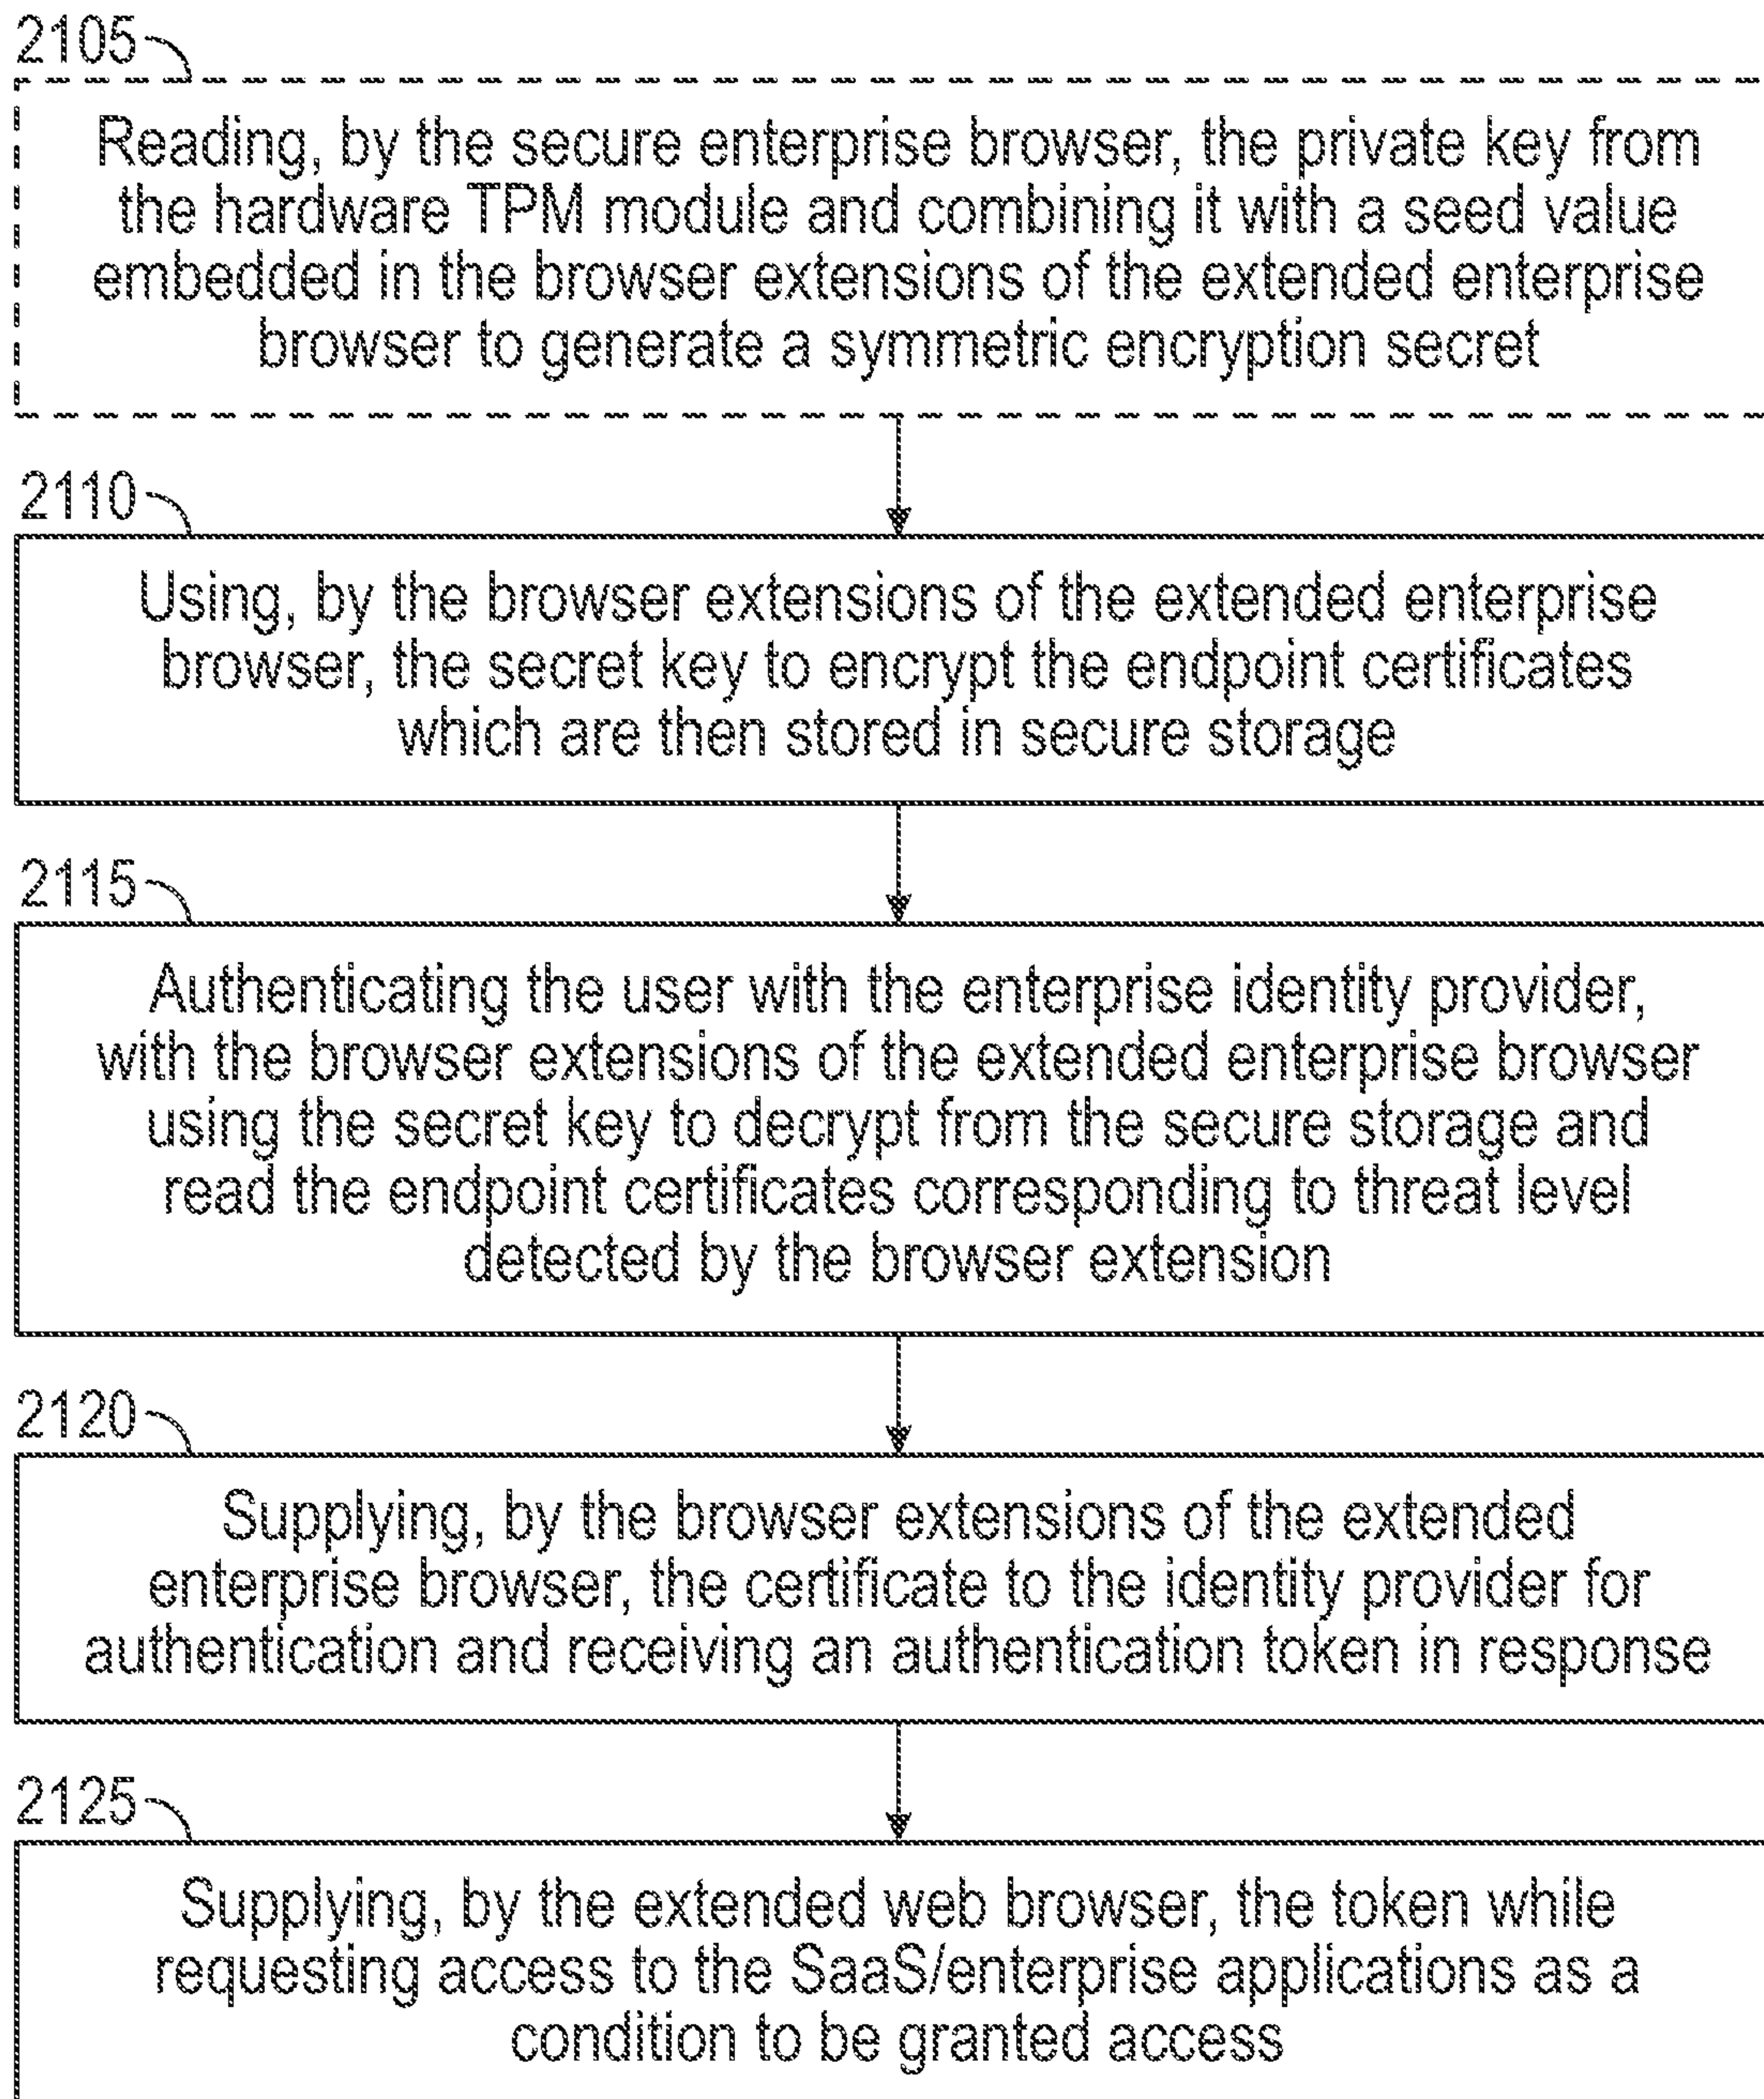 2105
Reading, by the secure enterprise browser, the private key from
the hardware TPM module and combining it with a seed value
embedded in the browser extensions of the extended enterprise
browser to generate a symmetric encryption secret
2110
Using, by the browser extensions of the extended enterprise
browser, the secret key to encrypt the endpoint certificates
which are then stored in secure storage
2115
Authenticating the user with the enterprise identity provider,
with the browser extensions of the extended enterprise browser
using the secret key to decrypt from the secure storage and
read the endpoint certificates corresponding to threat level
detected by the browser extension
2120
Supplying, by the browser extensions of the extended
enterprise browser, the certificate to the identity provider for
authentication and receiving an authentication token in response
2125
Supplying, by the extended web browser, the token while
requesting access to the SaaS/enterprise applications as a
condition to be granted access